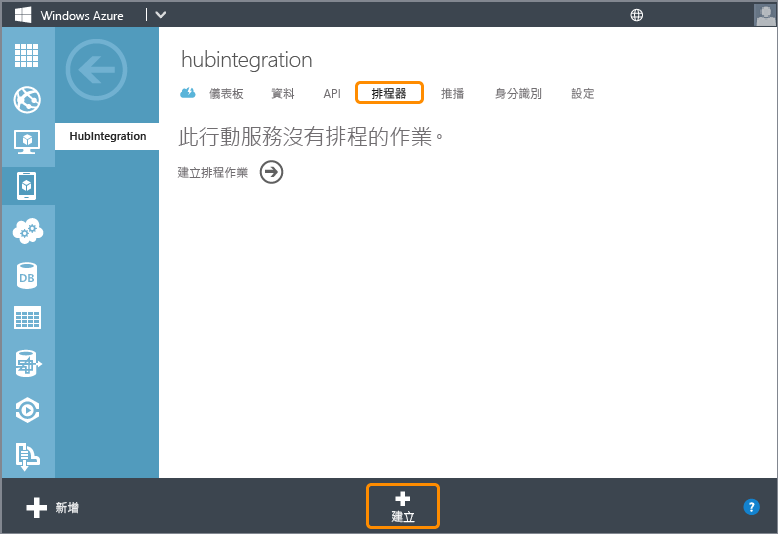 Windows Azure
hubintegration
儀表板 資料 API 排程器 推播 身分識別 設定
HubIntegration
此行動服務沒有排程的作業。
建立排程作業
DB
新增
建立
?